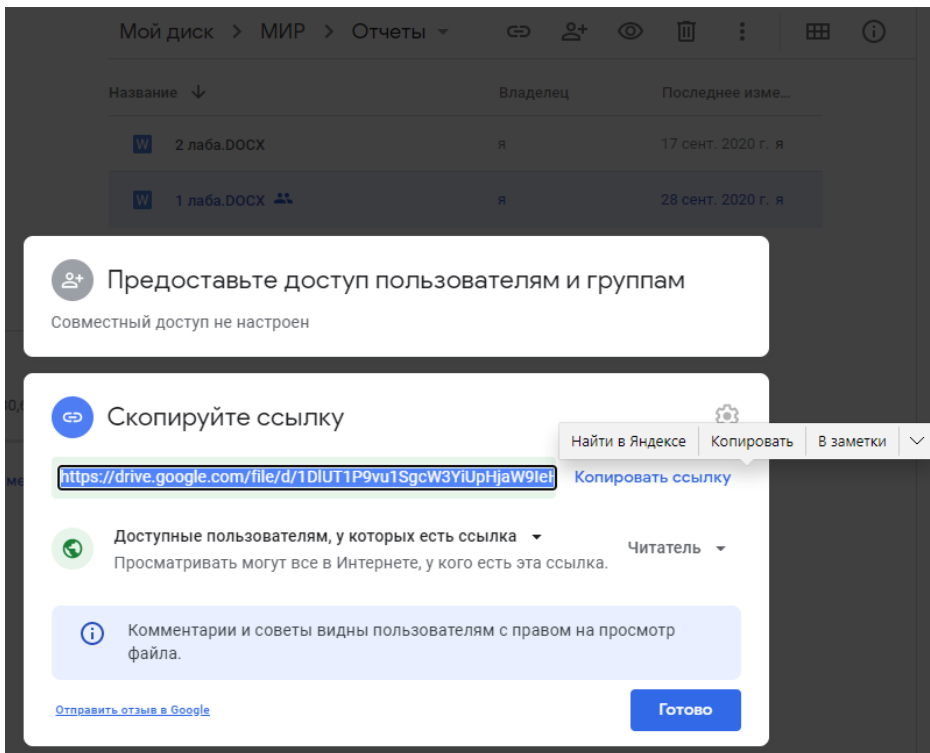 Мой диск > МИР > Отчеты
Название Владелец Последнее изме...
W 2 лаба.DOCX я 17 сент. 2020 г. я
W 1 лаба.DOCX я 28 сент. 2020 г. я
Предоставьте доступ пользователям и группам
Совместный доступ не настроен
Скопируйте ссылку
Найти в Яндексе Копировать В заметки
https://drive.google.com/file/d/1DlUT1P9vu1SgcW3YiUpHjaW9Ie Копировать ссылку
Доступные пользователям, у которых есть ссылка
Читатель
Просматривать могут все в Интернете, у кого есть эта ссылка.
Комментарии и советы видны пользователям с правом на просмотр
файла.
Отправить отзыв в Google
Готово